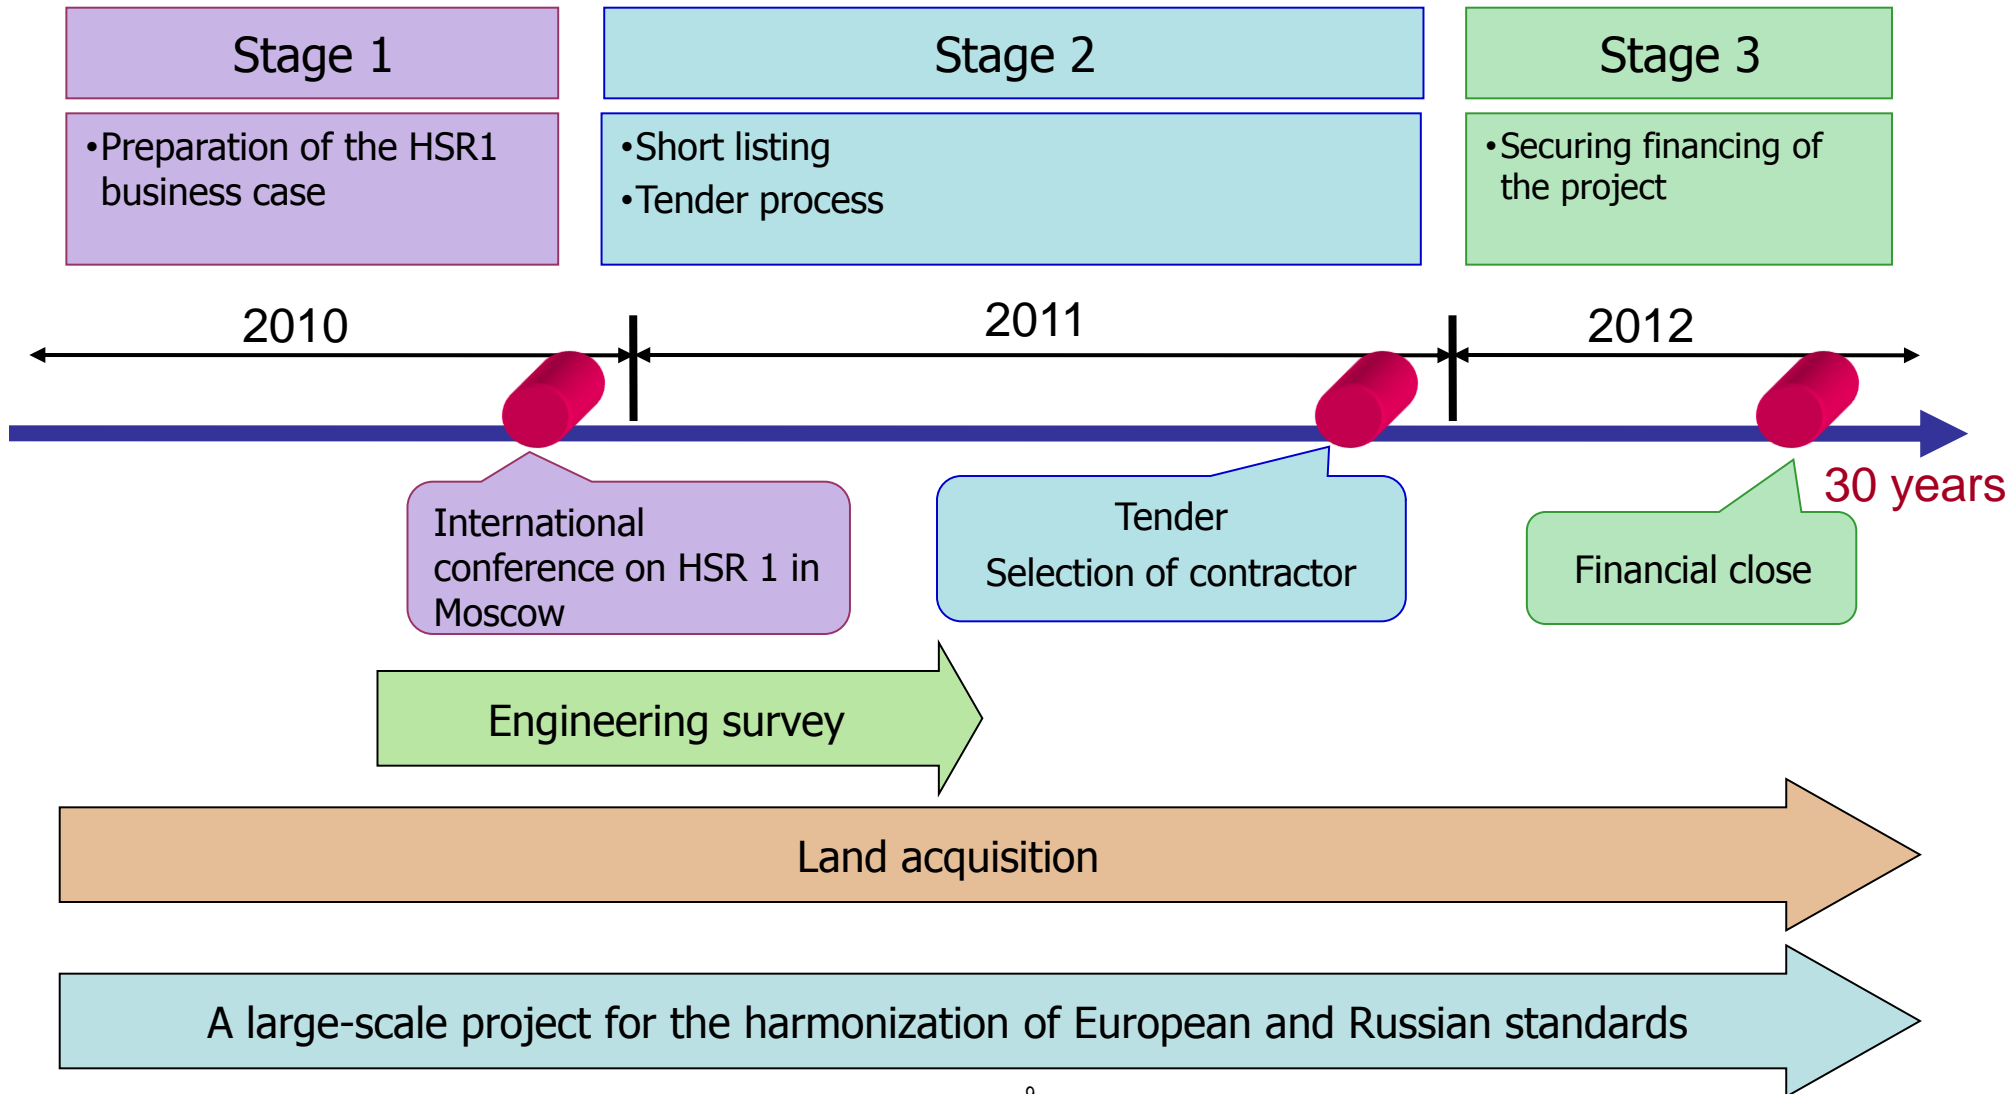 Stage 1
Stage 2
Stage 3
•Preparation of the HSR1
business case
•Short listing
•Tender process
•Securing financing of
the project
2010
2011
2012
30 years
International
conference on HSR 1 in
Moscow
Tender
Selection of contractor
Financial close
Engineering survey
Land acquisition
A large-scale project for the harmonization of European and Russian standards